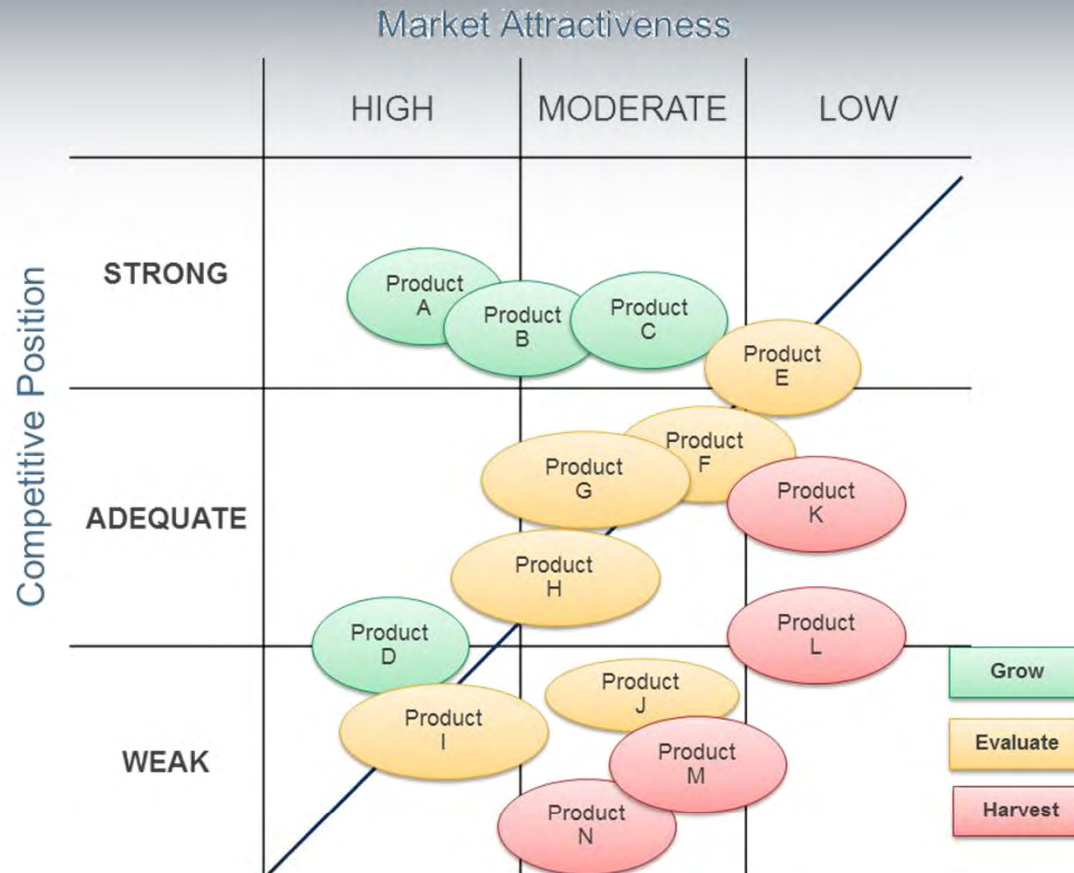 Market Attractiveness
HIGH
MODERATE
LOW
Competitive Position
STRONG
Product
A
Product
B
Product
C
Product
E
ADEQUATE
Product
F
Product
G
Product
K
Product
H
Product
D
Product
L
WEAK
Product
I
Product
J
Product
M
Product
N
Grow
Evaluate
Harvest